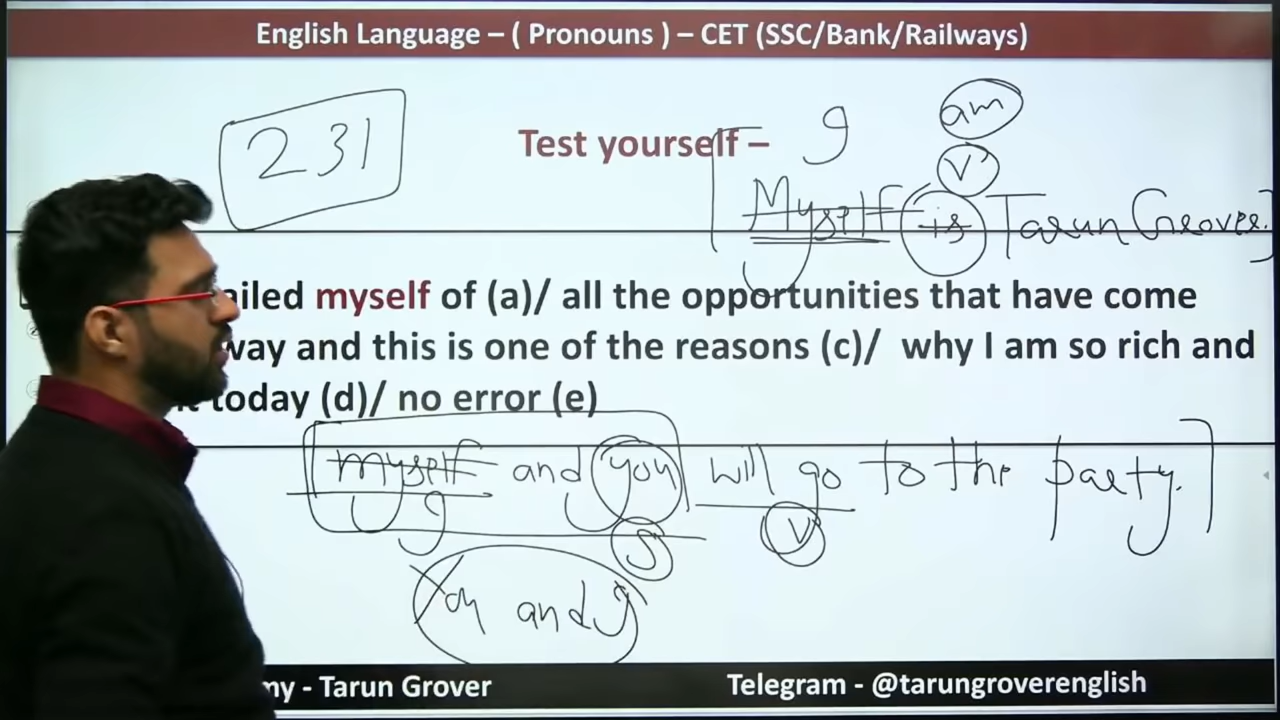 English Language – ( Pronouns ) – CET (SSC/Bank/Railways)
231
Test yourself –
I am
V
Myself is Tarun Grover.
myself of (a)/ all the opportunities that have come
way and this is one of the reasons (c)/ why I am so rich and
today (d)/ no error (e)
myself and you will go to the party.
I S V
You and I
- Tarun Grover
Telegram - @tarungroverenglish